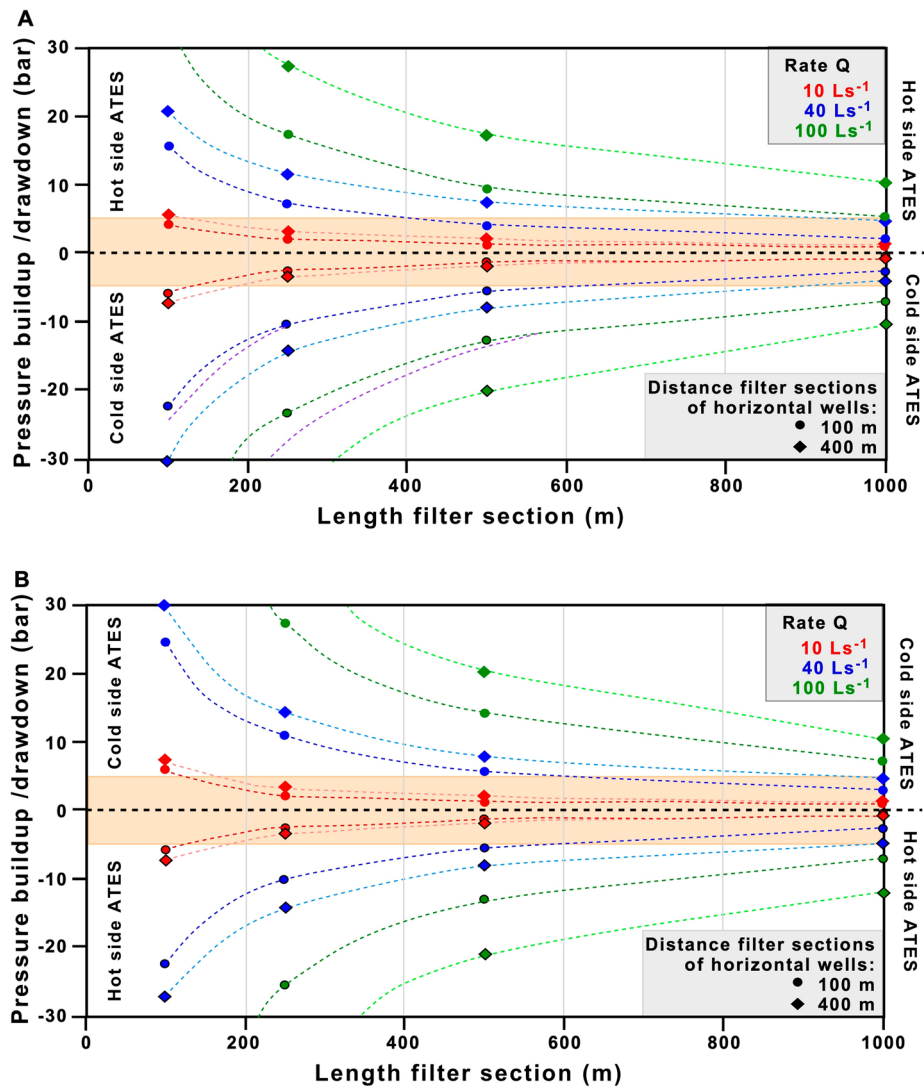 A
Pressure buildup /drawdown (bar)
30
20
10
0
-10
-20
-30
Hot side ATES
Cold side ATES
Rate Q
10 Ls-1
40 Ls-1
100 Ls-1
Hot side ATES
Cold side ATES
Distance filter sections
of horizontal wells:
100 m
400 m
0 200 400 600 800 1000
Length filter section (m)
B
Pressure buildup /drawdown (bar)
30
20
10
0
-10
-20
-30
Cold side ATES
Hot side ATES
Rate Q
10 Ls-1
40 Ls-1
100 Ls-1
Cold side ATES
Hot side ATES
Distance filter sections
of horizontal wells:
100 m
400 m
0 200 400 600 800 1000
Length filter section (m)